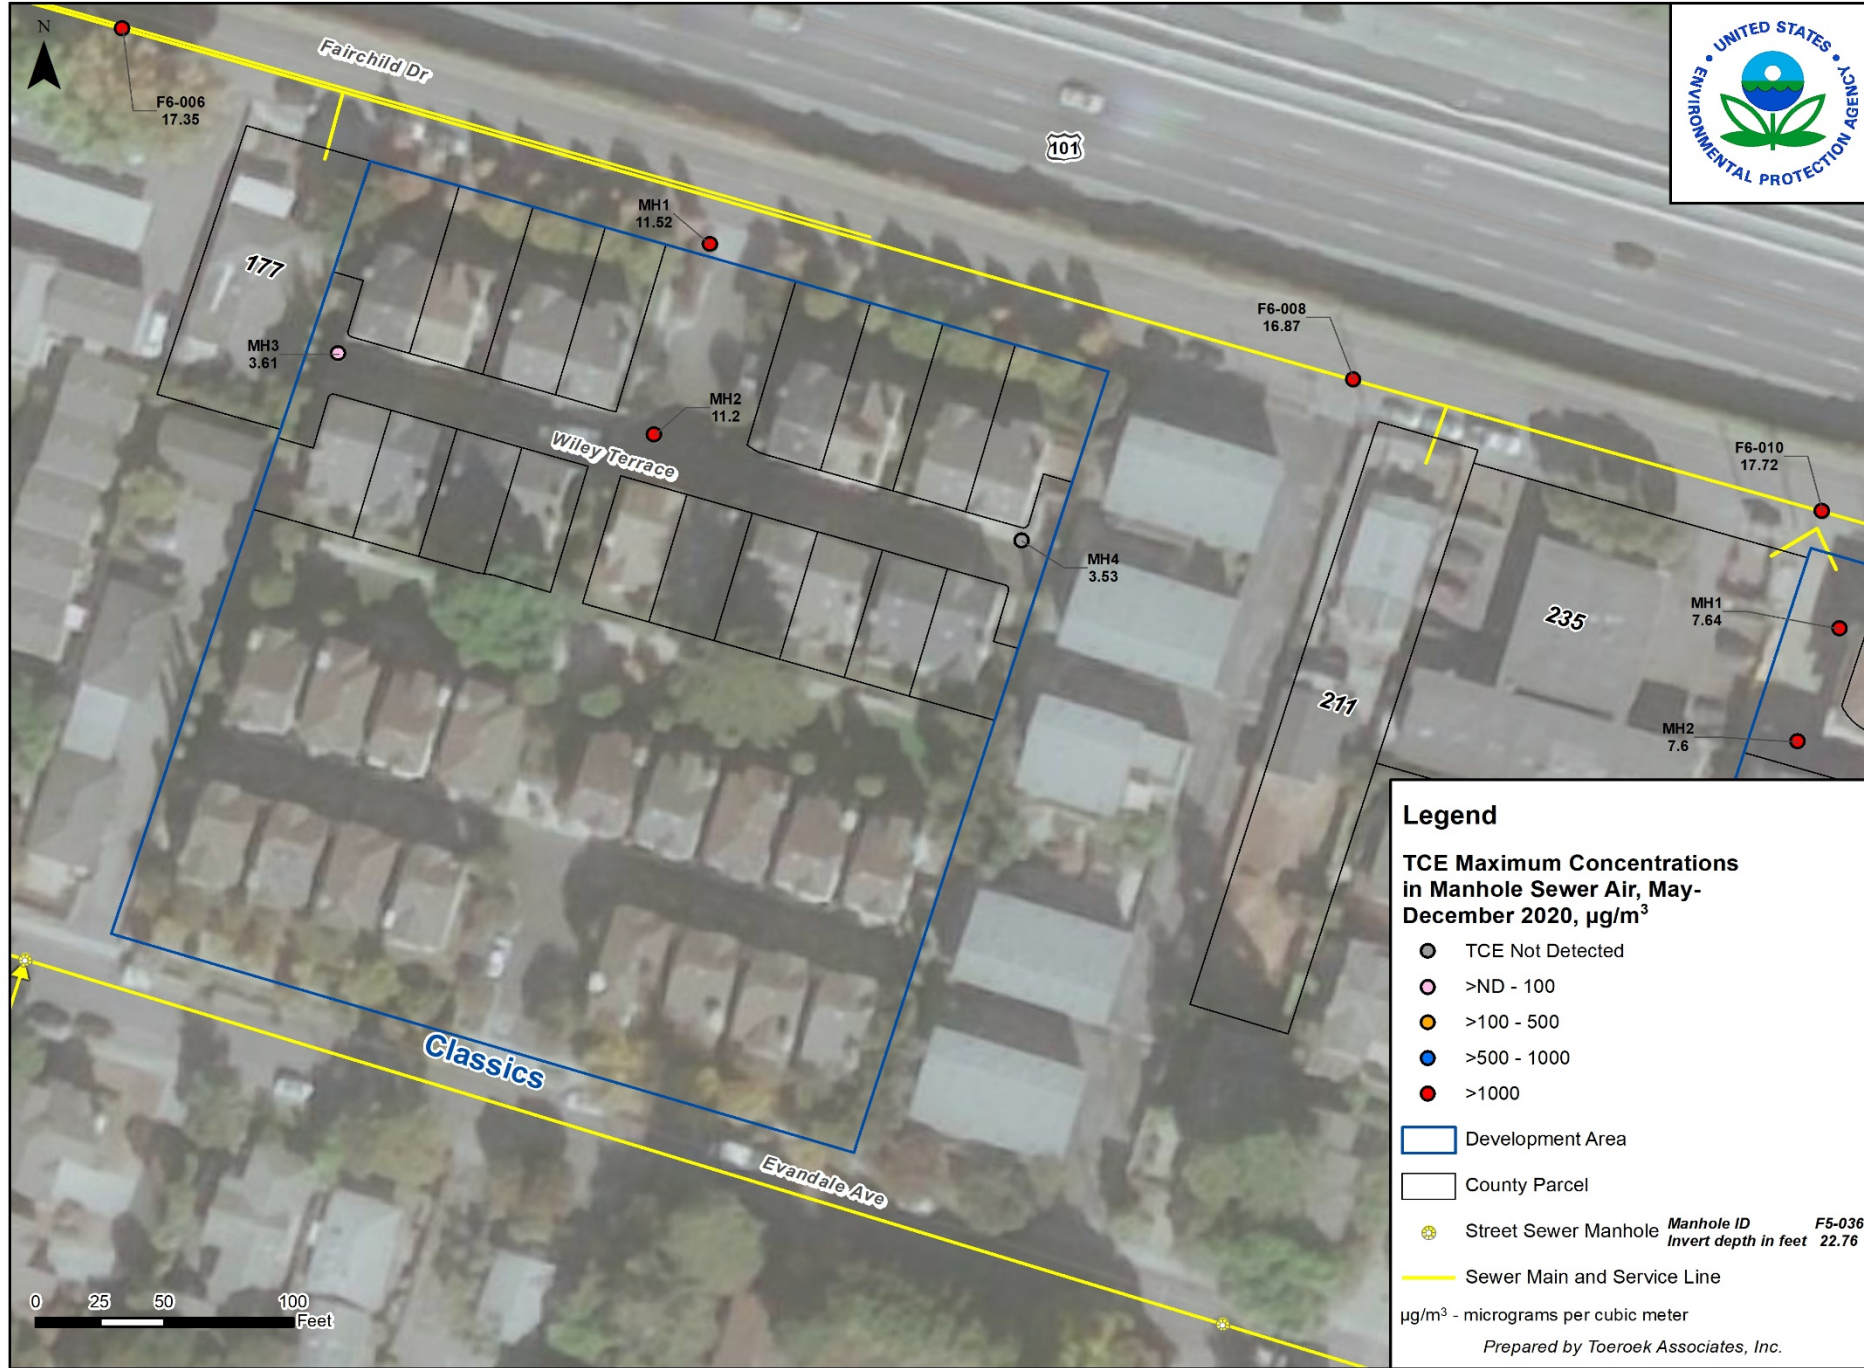 N
Fairchild Dr
UNITED STATES • ENVIRONMENTAL PROTECTION AGENCY •
F6-006
17.35
101
MH1
11.52
177
F6-008
16.87
MH3
3.61
MH2
11.2
Wiley Terrace
F6-010
17.72
MH4
3.53
MH1
7.64
235
211
MH2
7.6
Classics
Evandale Ave
0 25 50 100
Feet
Legend
TCE Maximum Concentrations
in Manhole Sewer Air, May-
December 2020, µg/m³
TCE Not Detected
>ND - 100
>100 - 500
>500 - 1000
>1000
Development Area
County Parcel
Street Sewer Manhole
Manhole ID F5-036
Invert depth in feet 22.76
Sewer Main and Service Line
µg/m³ - micrograms per cubic meter
Prepared by Toeroek Associates, Inc.